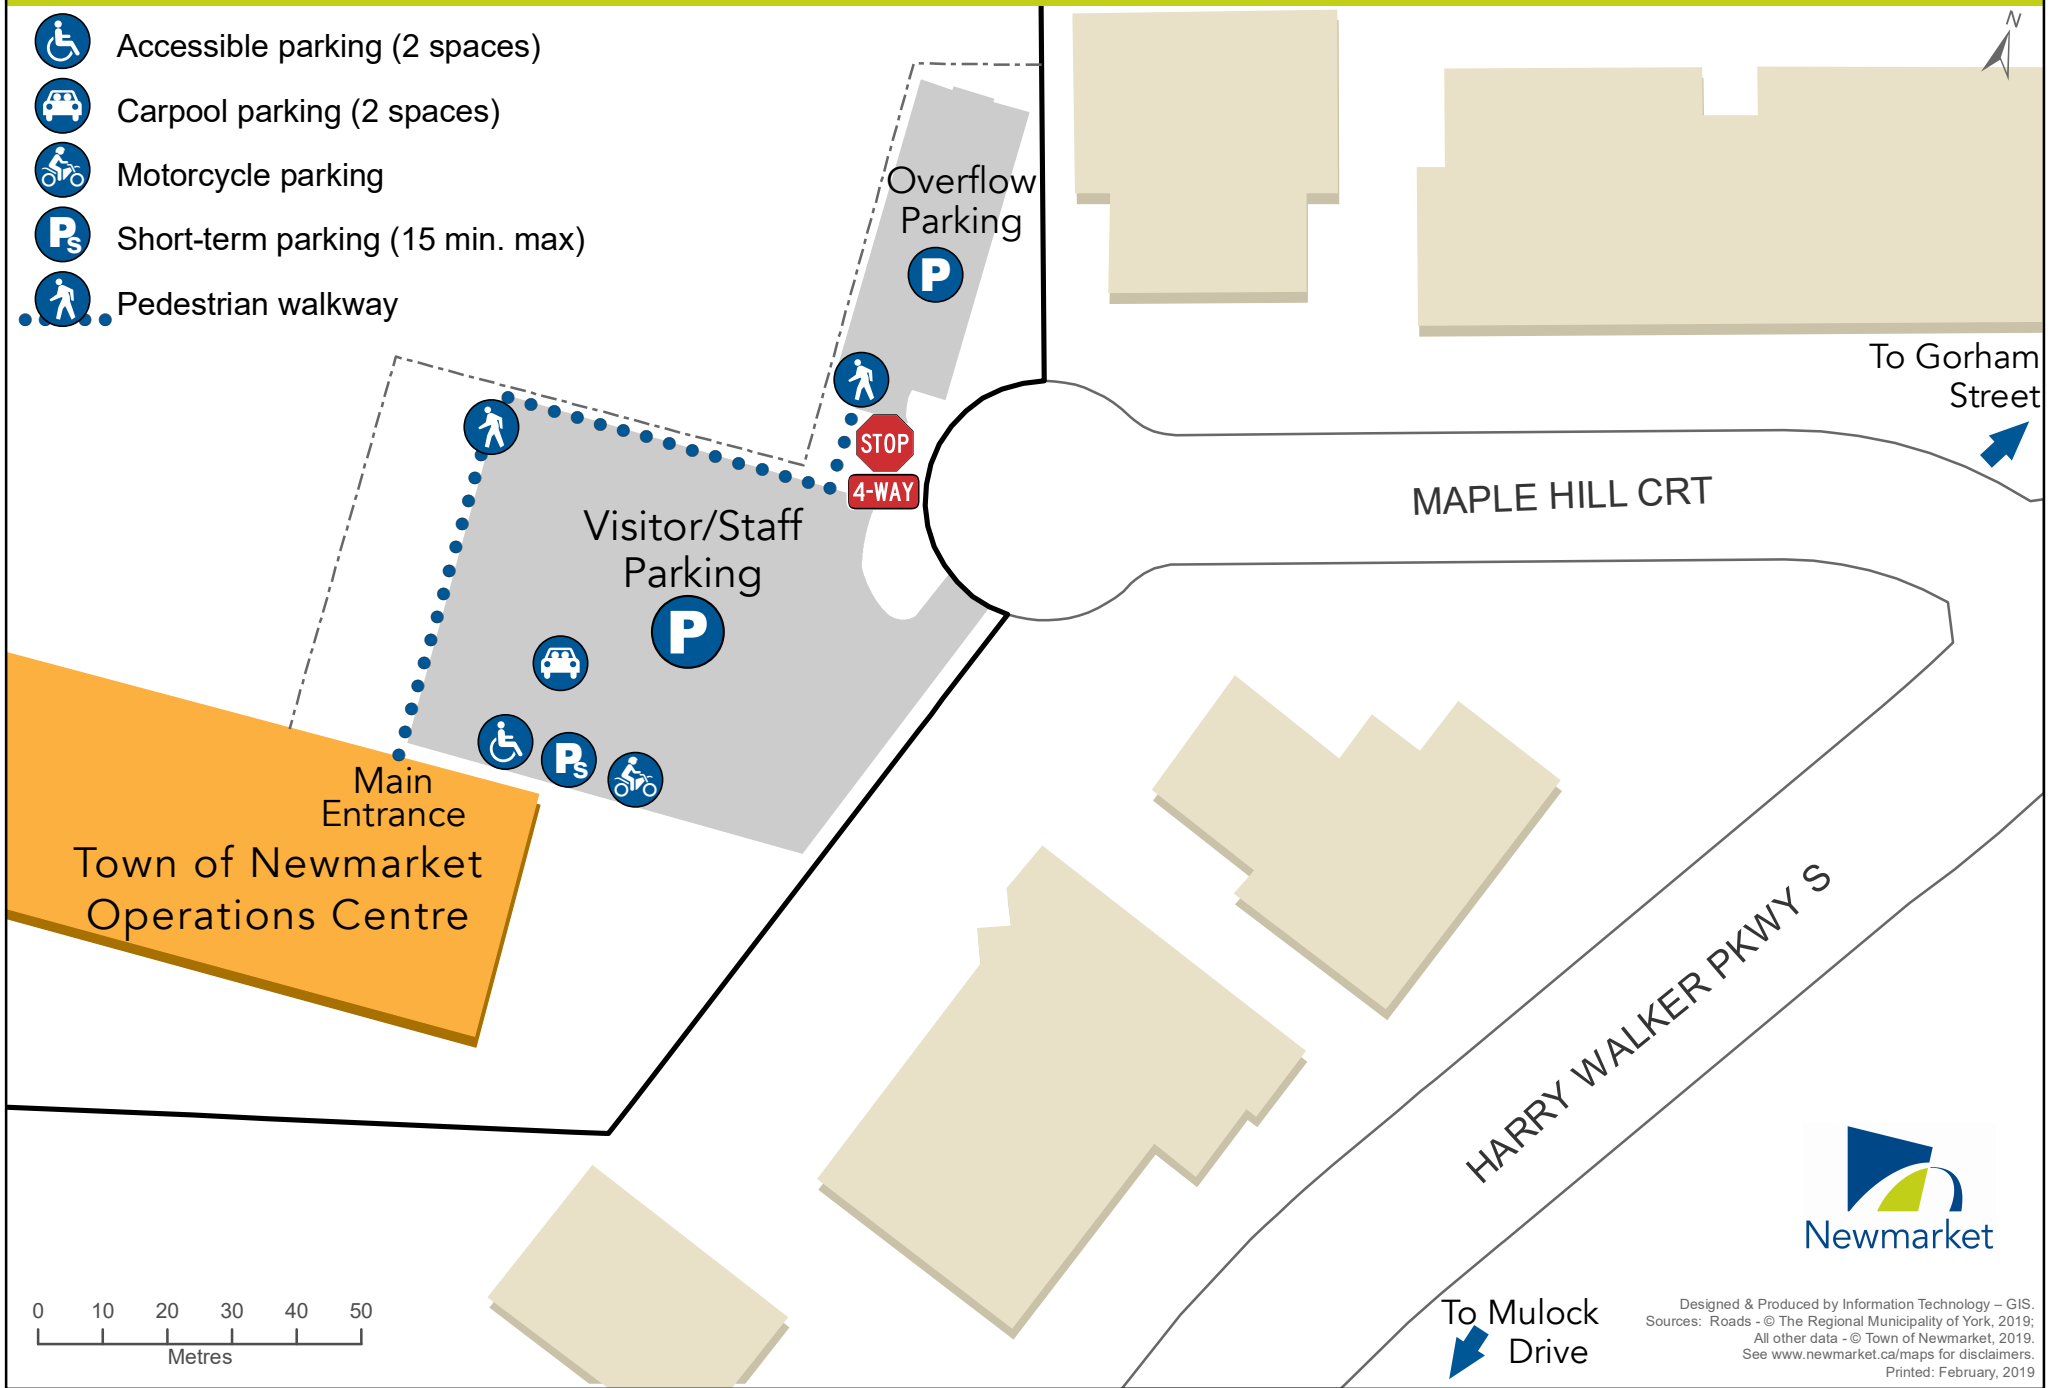 Accessible parking (2 spaces)
Carpool parking (2 spaces)
Motorcycle parking
Ps
Short-term parking (15 min. max)
Pedestrian walkway
N
Overflow
Parking
P
STOP
4-WAY
To Gorham
Street
MAPLE HILL CRT
Visitor/Staff
Parking
P
Ps
Main
Entrance
Town of Newmarket
Operations Centre
HARRY WALKER PKWY S
Newmarket
0 10 20 30 40 50
Metres
To Mulock
Drive
Designed & Produced by Information Technology – GIS.
Sources: Roads - © The Regional Municipality of York, 2019;
All other data - © Town of Newmarket, 2019.
See www.newmarket.ca/maps for disclaimers.
Printed: February, 2019